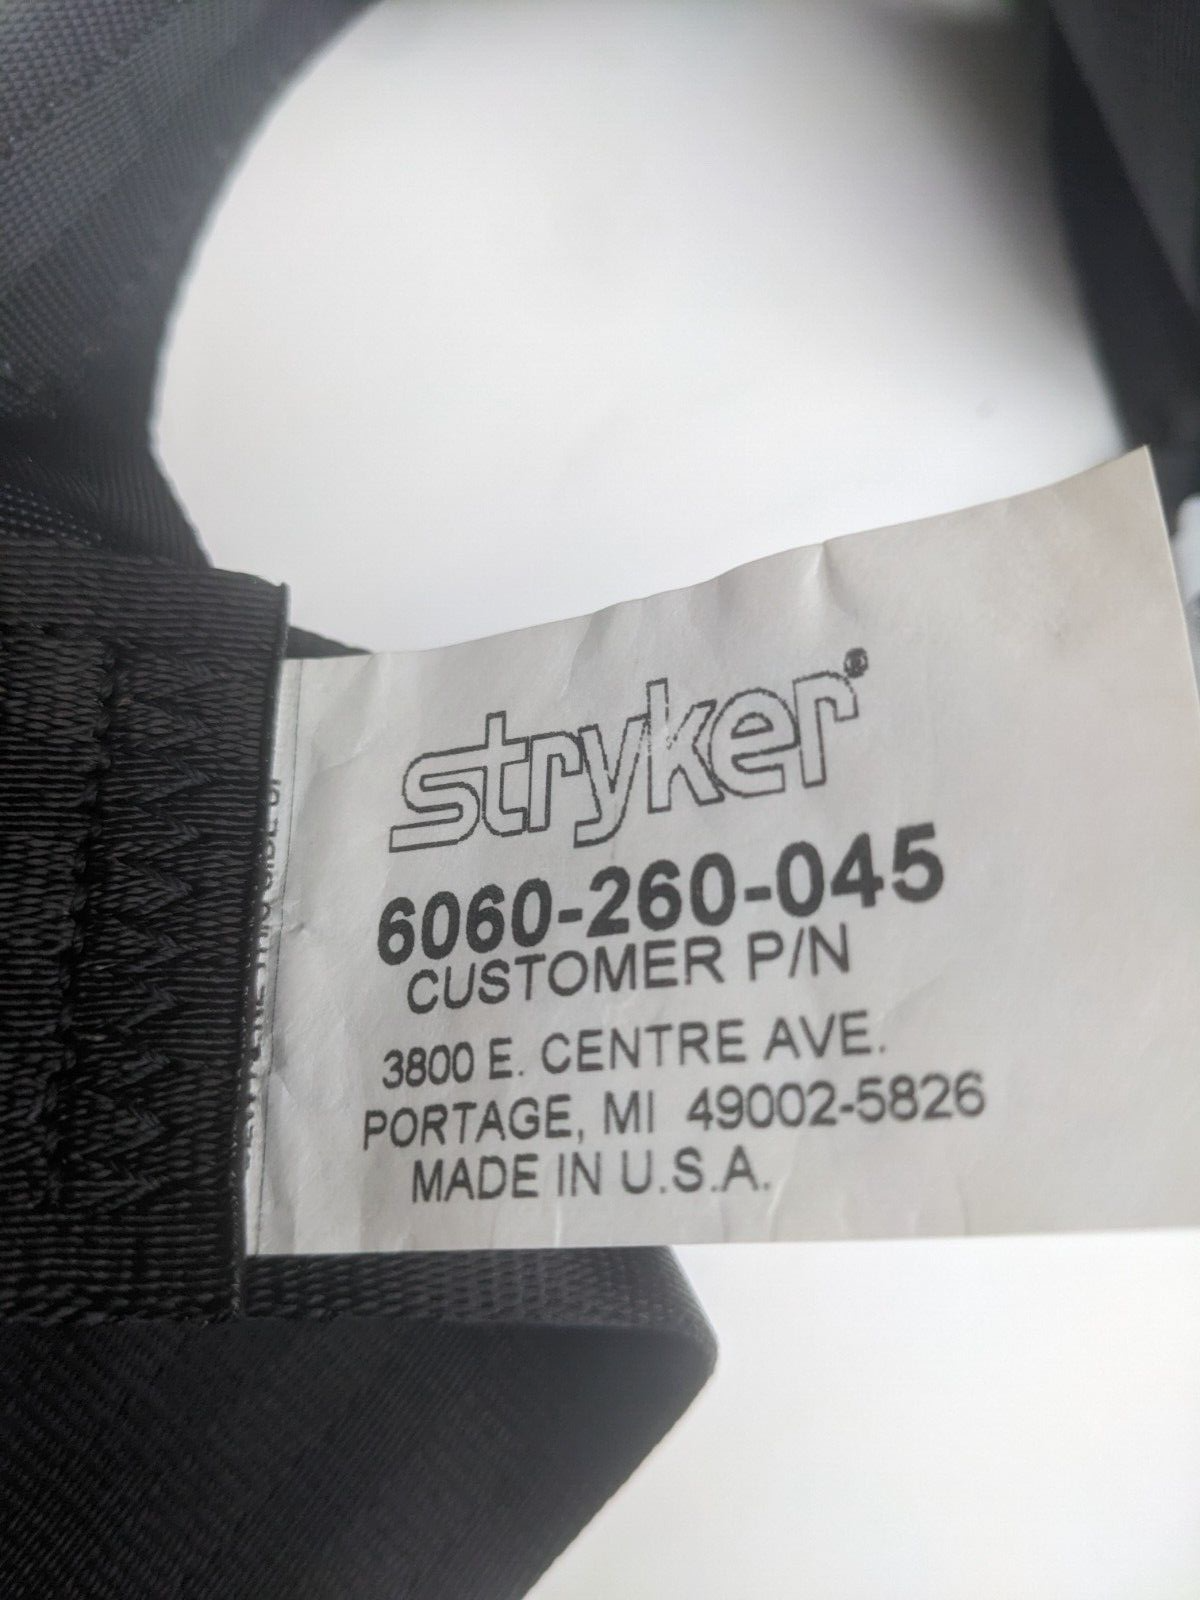 stryker®
6060-260-045
CUSTOMER P/N
3800 E. CENTRE AVE.
PORTAGE, MI 49002-5826
MADE IN U.S.A.